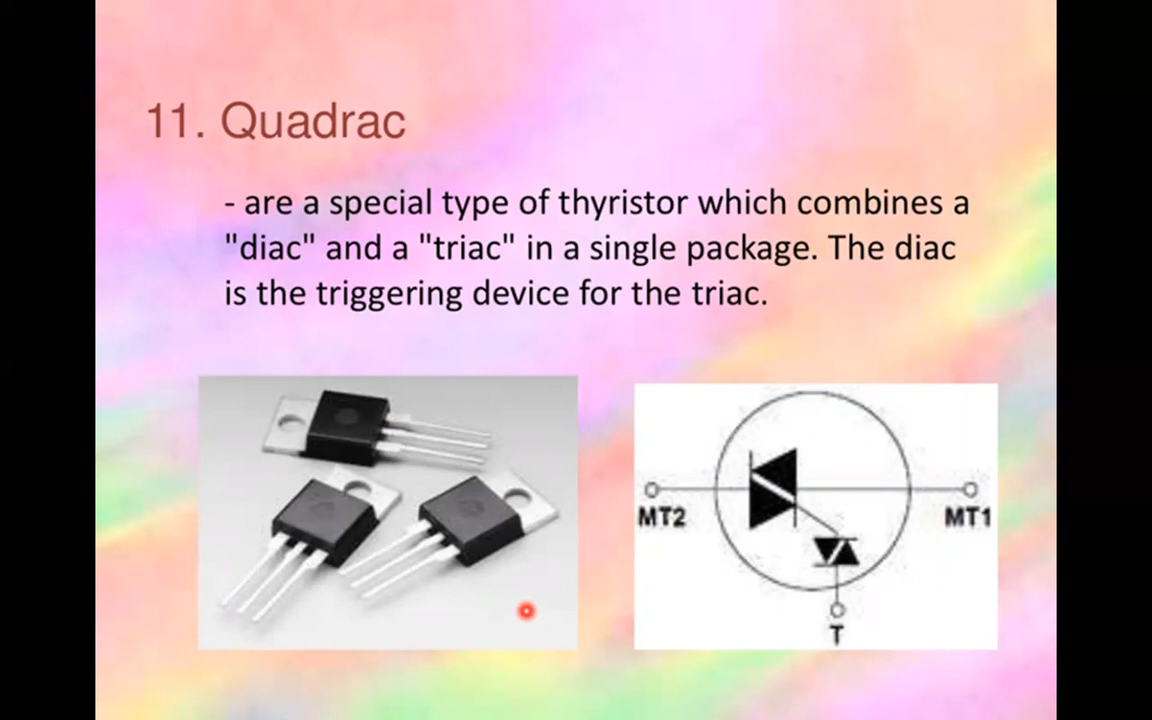 11. Quadrac
- are a special type of thyristor which combines a
"diac" and a "triac" in a single package. The diac
is the triggering device for the triac.
MT2
MT1
T